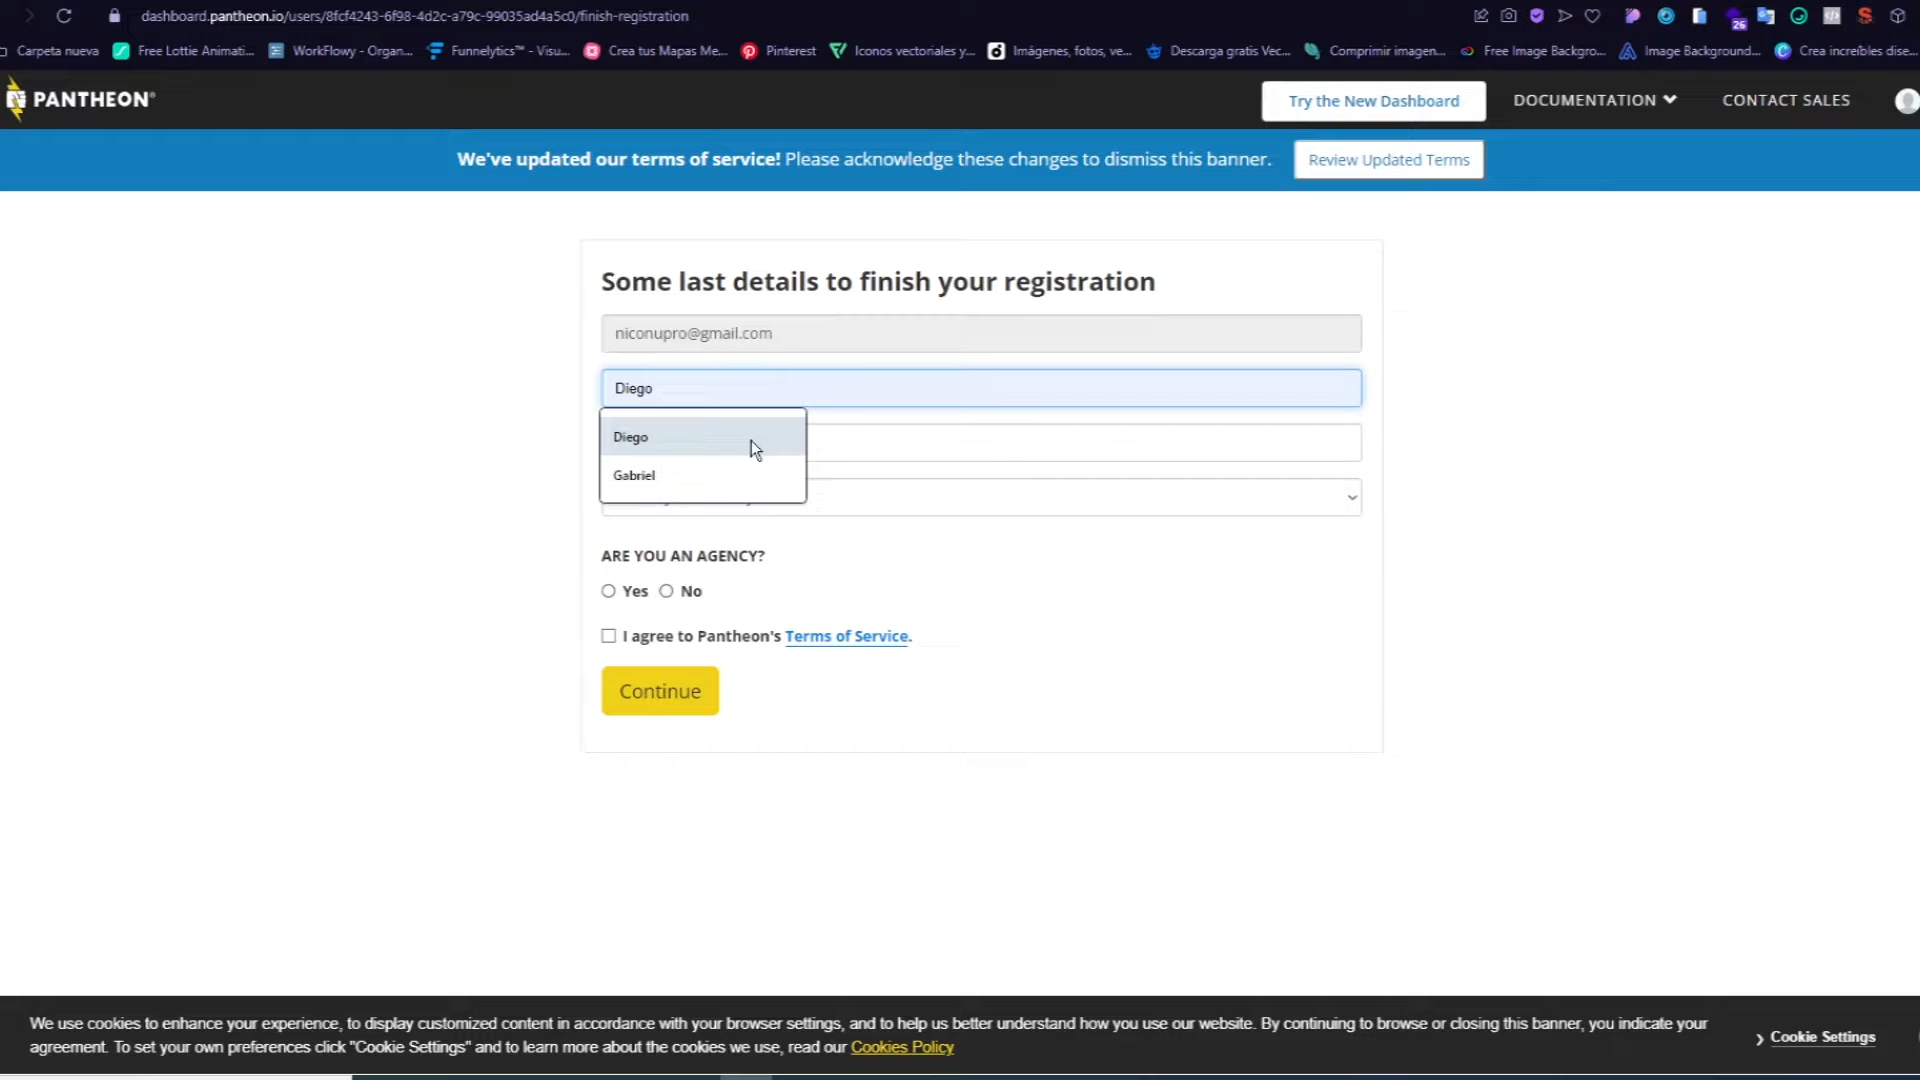 dashboard.pantheon.io/users/8fcf4243-6f98-4d2c-a79c-99035ad4a5c0/finish-registration
26
Carpeta nueva Free Lottie Animati... WorkFlowy - Organ... Funnelytics™ - Visu... Crea tus Mapas Me... Pinterest Iconos vectoriales y... Imágenes, fotos, ve... Descarga gratis Vec... Comprimir imagen... Free Image Backgro... Image Background... Crea increíbles dise...
PANTHEON® Try the New Dashboard DOCUMENTATION CONTACT SALES
We've updated our terms of service! Please acknowledge these changes to dismiss this banner. Review Updated Terms
Some last details to finish your registration
niconupro@gmail.com
Diego
Diego
Gabriel
ARE YOU AN AGENCY?
Yes No
I agree to Pantheon's Terms of Service.
Continue
We use cookies to enhance your experience, to display customized content in accordance with your browser settings, and to help us better understand how you use our website. By continuing to browse or closing this banner, you indicate your
agreement. To set your own preferences click "Cookie Settings" and to learn more about the cookies we use, read our Cookies Policy
Cookie Settings